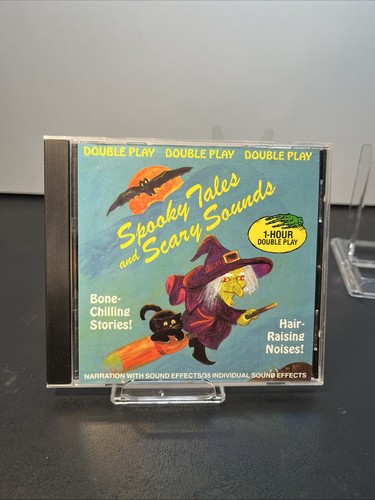 DOUBLE PLAY DOUBLE PLAY DOUBLE PLAY
Spooky Tales
and Scary Sounds
1-HOUR
DOUBLE PLAY
Bone-
Chilling
Stories!
Hair-
Raising
Noises!
NARRATION WITH SOUND EFFECTS/35 INDIVIDUAL SOUND EFFECTS